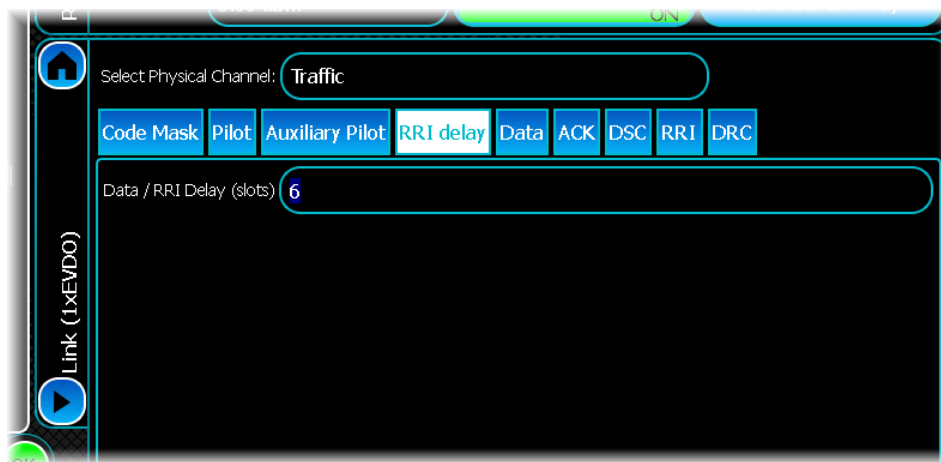 ON
Select Physical Channel: Traffic
Code Mask Pilot Auxiliary Pilot RRI delay Data ACK DSC RRI DRC
Data / RRI Delay (slots) 6
Link (1xEVDO)